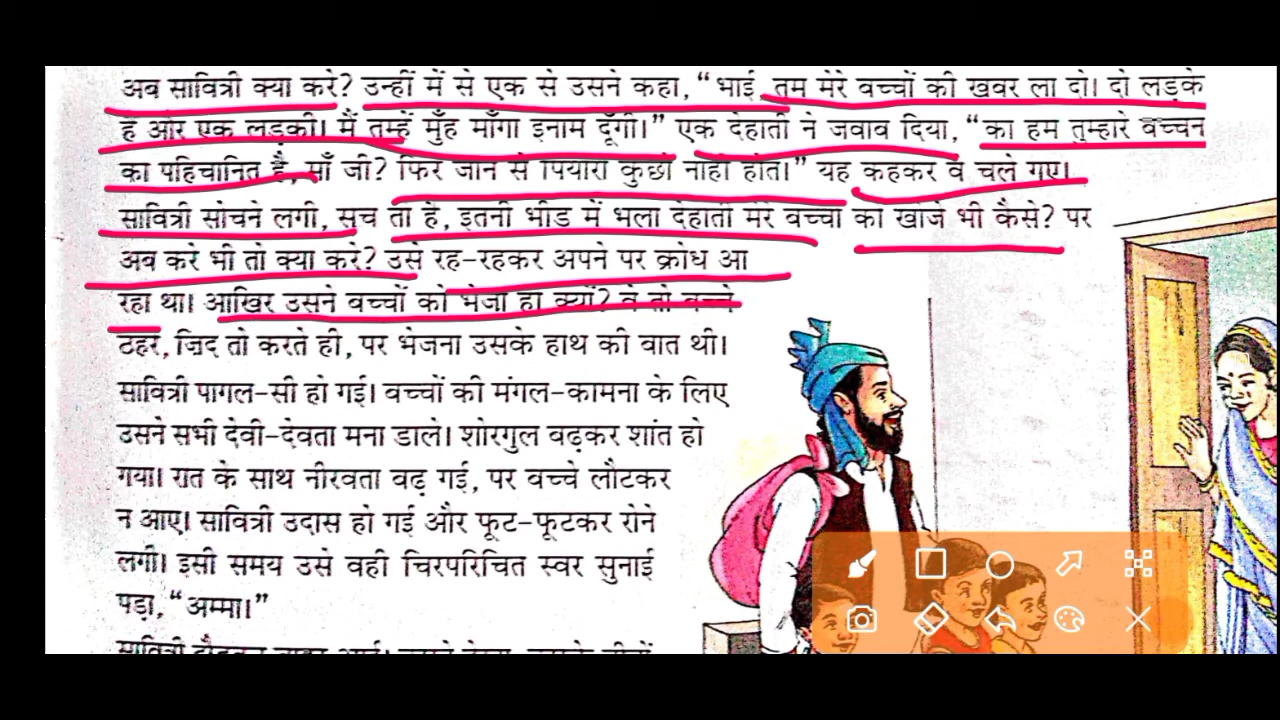 अब सावित्री क्या करे? उन्हीं में से एक से उसने कहा, "भाई, तुम मेरे बच्चों की खबर ला दो। दो लड़के
हैं और एक लड़की। मैं तुम्हें मुँह माँगा इनाम दूँगी।" एक देहाती ने जवाब दिया, "का हम तुम्हारे बच्चन
का पहिचानित है, माँ जी? फिर जान से पियारा कुछौ नाहीं होत।" यह कहकर वे चले गए।
सावित्री सोचने लगी, सच तो है, इतनी भीड में भला देहाती मेरे बच्चों को खोजे भी कैसे? पर
अब करे भी तो क्या करे? उसे रह-रहकर अपने पर क्रोध आ
रहा था। आखिर उसने बच्चों को भेजा ही क्यों? वे तो बच्चे
ठहरे, ज़िद तो करते ही, पर भेजना उसके हाथ की बात थी।
सावित्री पागल-सी हो गई। बच्चों की मंगल-कामना के लिए
उसने सभी देवी-देवता मना डाले। शोरगुल बढ़कर शांत हो
गया। रात के साथ नीरवता बढ़ गई, पर बच्चे लौटकर
न आए। सावित्री उदास हो गई और फूट-फूटकर रोने
लगी। इसी समय उसे वही चिरपरिचित स्वर सुनाई
पड़ा, "अम्मा।"
सावित्री दौड़कर बाहर आई।